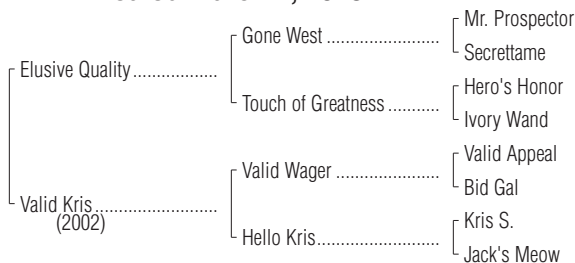 Mr. Prospector
Gone West
Secrettame
Elusive Quality
Hero's Honor
Touch of Greatness
Ivory Wand
Valid Appeal
Valid Wager
Bid Gal
Valid Kris
(2002)
Kris S.
Hello Kris
Jack's Meow